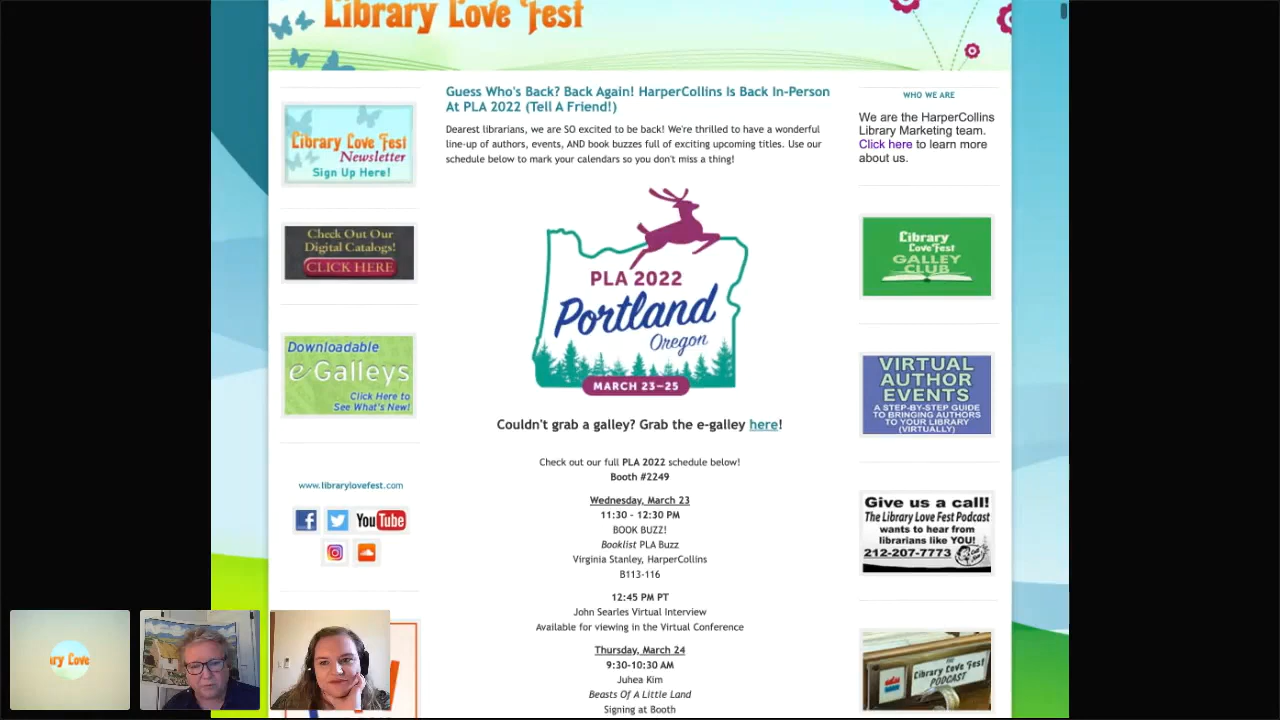 Library Love Fest
Library Love Fest
Newsletter
Sign Up Here!
Check Out Our
Digital Catalogs!
CLICK HERE
Downloadable
eGalleys
Click Here to
See What's New!
www.librarylovefest.com
You Tube
Guess Who's Back? Back Again! HarperCollins Is Back In-Person
At PLA 2022 (Tell A Friend!)
Dearest librarians, we are SO excited to be back! We're thrilled to have a wonderful
line-up of authors, events, AND book buzzes full of exciting upcoming titles. Use our
schedule below to mark your calendars so you don't miss a thing!
PLA 2022
Portland
Oregon
MARCH 23–25
Couldn't grab a galley? Grab the e-galley here!
Check out our full PLA 2022 schedule below!
Booth #2249
Wednesday, March 23
11:30 - 12:30 PM
BOOK BUZZ!
Booklist PLA Buzz
Virginia Stanley, HarperCollins
B113-116
12:45 PM PT
John Searles Virtual Interview
Available for viewing in the Virtual Conference
Thursday, March 24
9:30-10:30 AM
Juhea Kim
Beasts Of A Little Land
Signing at Booth
WHO WE ARE
We are the HarperCollins
Library Marketing team.
Click here to learn more
about us.
Library
Love Fest
GALLEY
CLUB
VIRTUAL
AUTHOR
EVENTS
A STEP-BY-STEP GUIDE
TO BRINGING AUTHORS
TO YOUR LIBRARY
(VIRTUALLY)
Give us a call!
The Library Love Fest Podcast
wants to hear from
librarians like YOU!
212-207-7773
Library Love Fest
PODCAST
ary Love